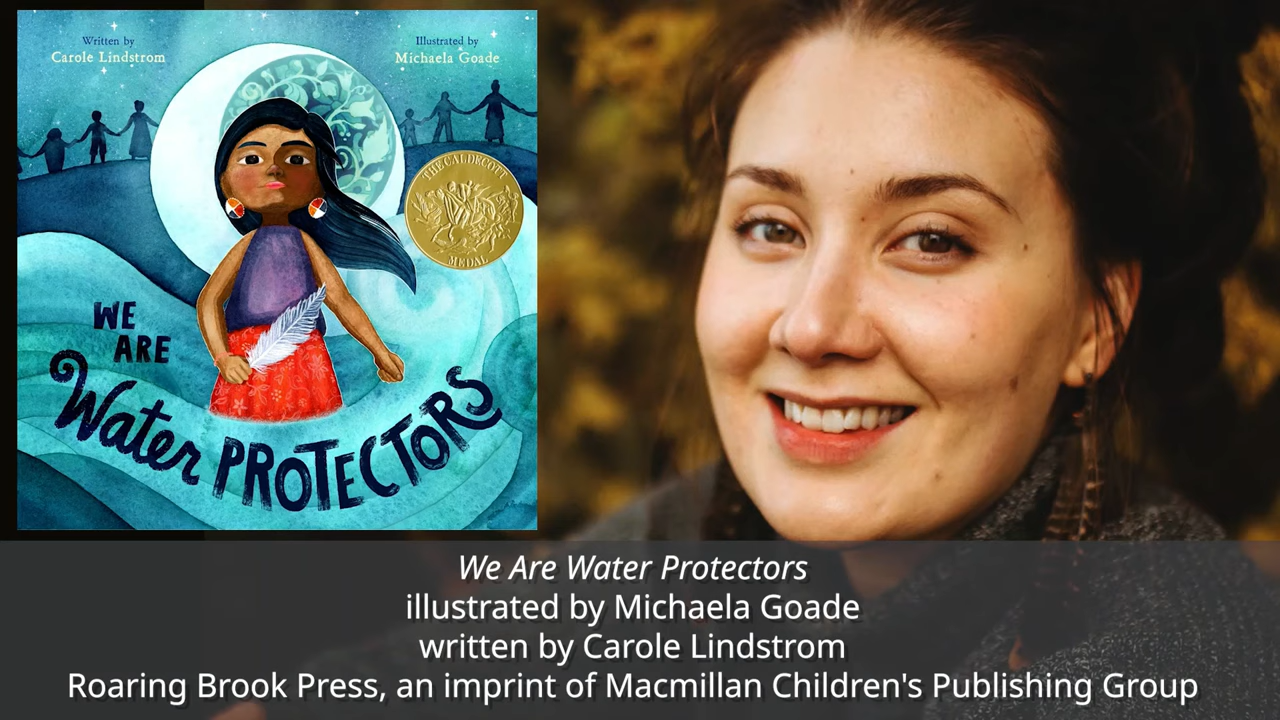 Written by
Carole Lindstrom
Illustrated by
Michaela Goade
THE CALDECOTT
MEDAL
WE
ARE
Water PROTECTORS
We Are Water Protectors
illustrated by Michaela Goade
written by Carole Lindstrom
Roaring Brook Press, an imprint of Macmillan Children's Publishing Group